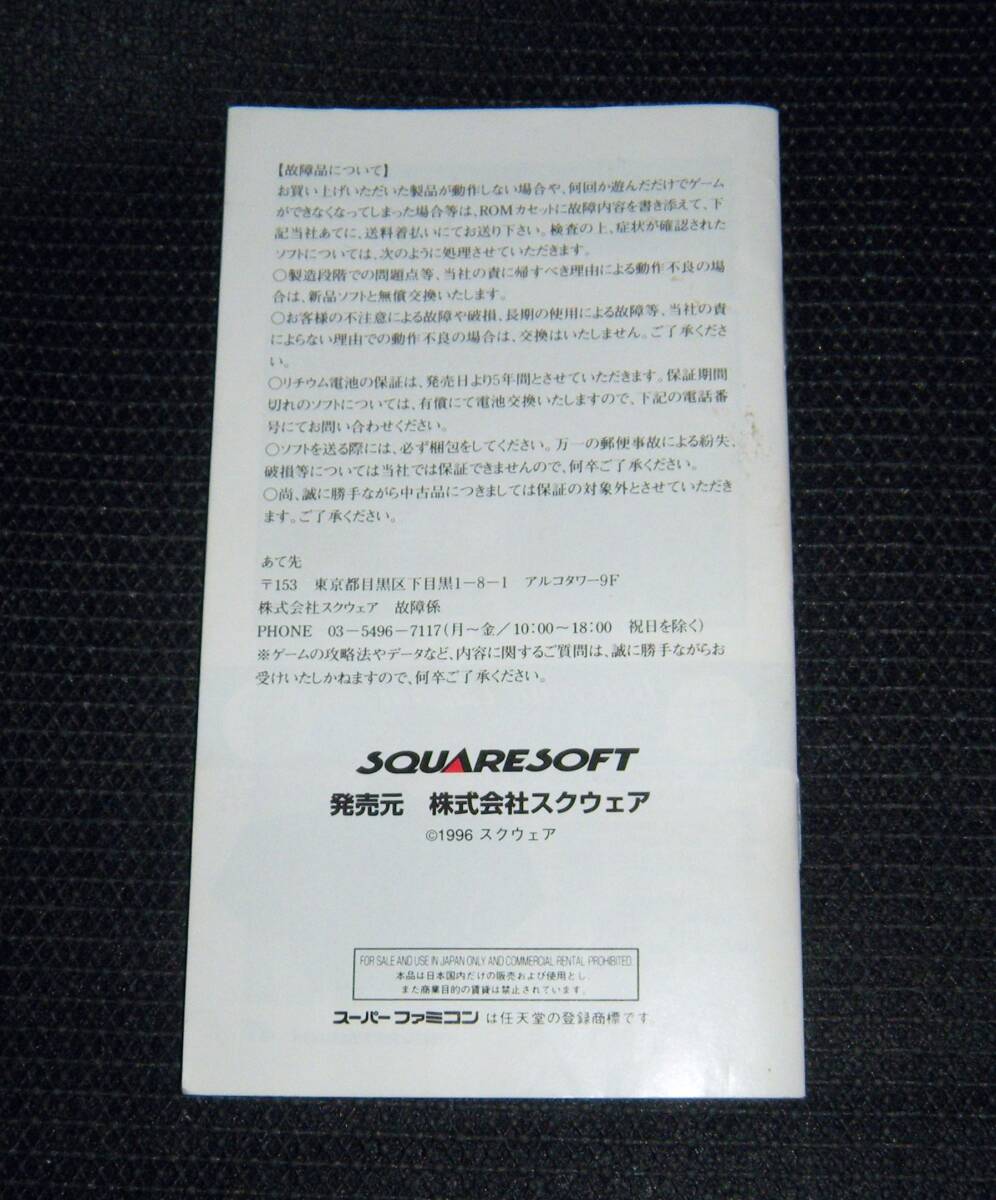 【故障品について】
お買い上げいただいた製品が動作しない場合や、何回か遊んだだけでゲーム
ができなくなってしまった場合等は、ROMカセットに故障内容を書き添えて、下
記当社あてに、送料着払いにてお送り下さい。検査の上、症状が確認された
ソフトについては、次のように処理させていただきます。
○製造段階での問題点等、当社の責に帰すべき理由による動作不良の場
合は、新品ソフトと無償交換いたします。
○お客様の不注意による故障や破損、長期の使用による故障等、当社の責
によらない理由での動作不良の場合は、交換はいたしません。ご了承くださ
い。
○リチウム電池の保証は、発売日より5年間とさせていただきます。保証期間
切れのソフトについては、有償にて電池交換いたしますので、下記の電話番
号にてお問い合わせください。
○ソフトを送る際には、必ず梱包をしてください。万一の郵便事故による紛失、
破損等については当社では保証できませんので、何卒ご了承ください。
○尚、誠に勝手ながら中古品につきましては保証の対象外とさせていただき
ます。ご了承ください。
あて先
〒153 東京都目黒区下目黒1－8－1 アルコタワー9F
株式会社スクウェア 故障係
PHONE 03－5496－7117(月～金／10:00～18:00 祝日を除く)
※ゲームの攻略法やデータなど、内容に関するご質問は、誠に勝手ながらお
受けいたしかねますので、何卒ご了承ください。
SQUARESOFT
発売元 株式会社スクウェア
©1996 スクウェア
FOR SALE AND USE IN JAPAN ONLY AND COMMERCIAL RENTAL PROHIBITED.
本品は日本国内だけの販売および使用とし、
また商業目的の賃貸は禁止されています。
スーパーファミコンは任天堂の登録商標です。